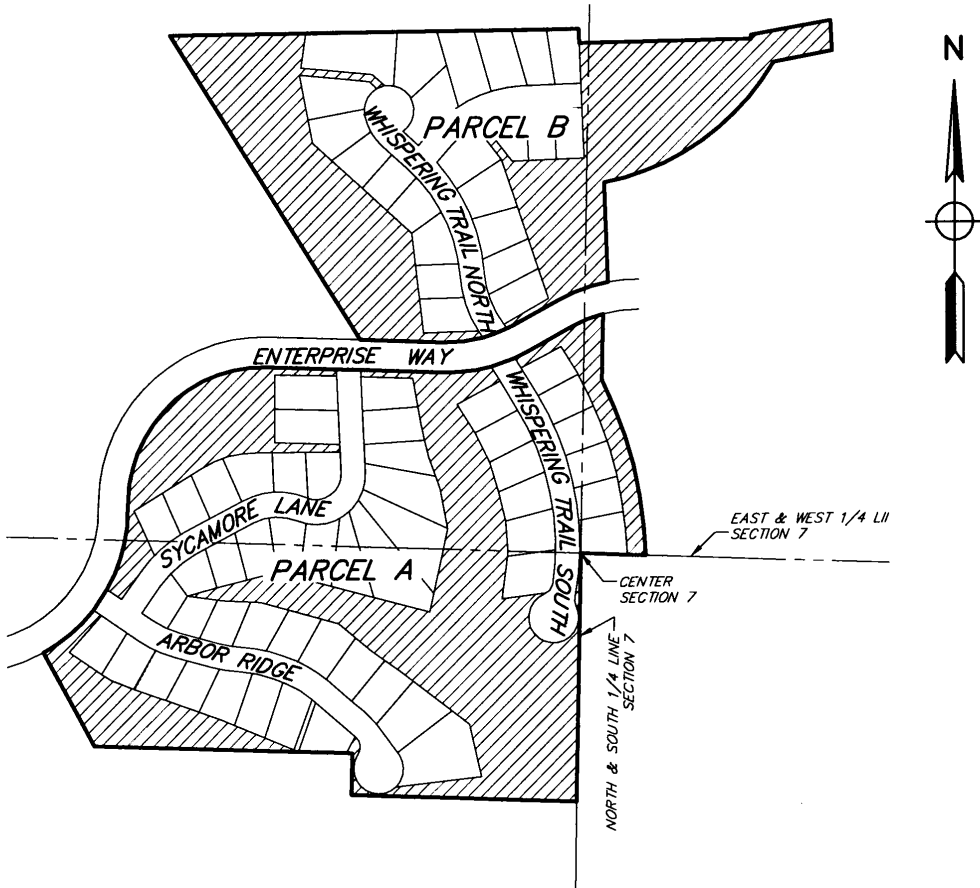 N
PARCEL B
WHISPERING TRAIL NORTH
ENTERPRISE WAY
WHISPERING TRAIL SOUTH
SYCAMORE LANE
EAST & WEST 1/4 LII
SECTION 7
PARCEL A
CENTER
SECTION 7
ARBOR RIDGE
NORTH & SOUTH 1/4 LINE
SECTION 7